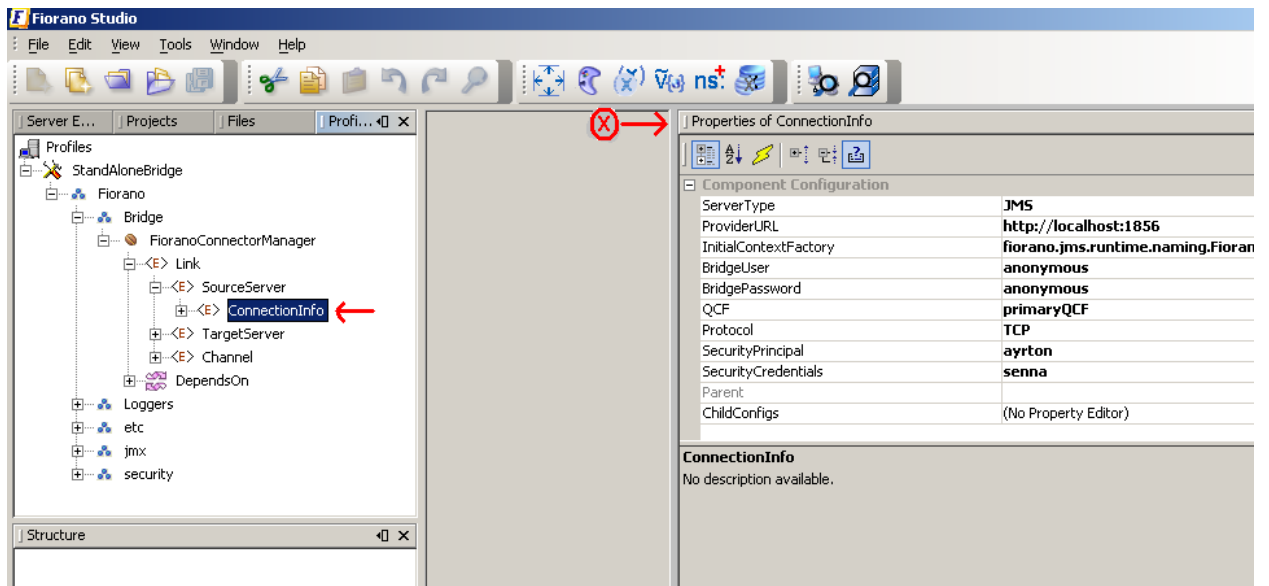 Fiorano Studio
File Edit View Tools Window Help
ns:
Server E... Projects Files Profi...
Profiles
StandAloneBridge
Fiorano
Bridge
FioranoConnectorManager
<E> Link
<E> SourceServer
<E> ConnectionInfo
<E> TargetServer
<E> Channel
DependsOn
Loggers
etc
jmx
security
Structure
X
Properties of ConnectionInfo
Component Configuration
ServerType JMS
ProviderURL http://localhost:1856
InitialContextFactory fiorano.jms.runtime.naming.Fioran
BridgeUser anonymous
BridgePassword anonymous
QCF primaryQCF
Protocol TCP
SecurityPrincipal ayrton
SecurityCredentials senna
Parent
ChildConfigs (No Property Editor)
ConnectionInfo
No description available.